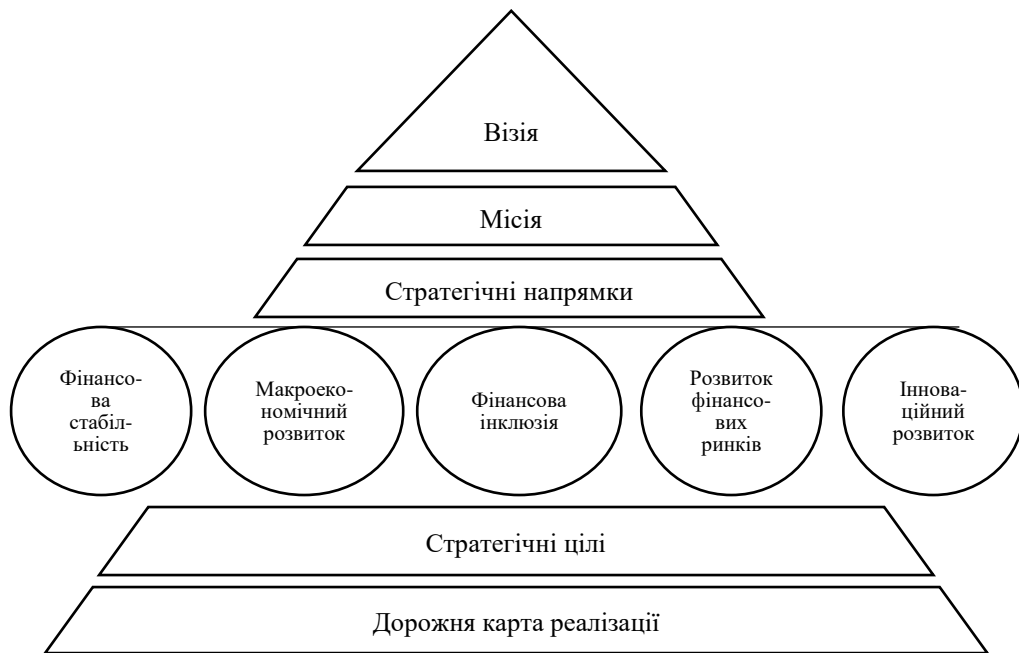 Візія
Місія
Стратегічні напрямки
Фінансо-
ва
стабіл-
ьність
Макроеко-
номічний
розвиток
Фінансова
інклюзія
Розвиток
фінансо-
вих
ринків
Іннова-
ційний
розвиток
Стратегічні цілі
Дорожня карта реалізації